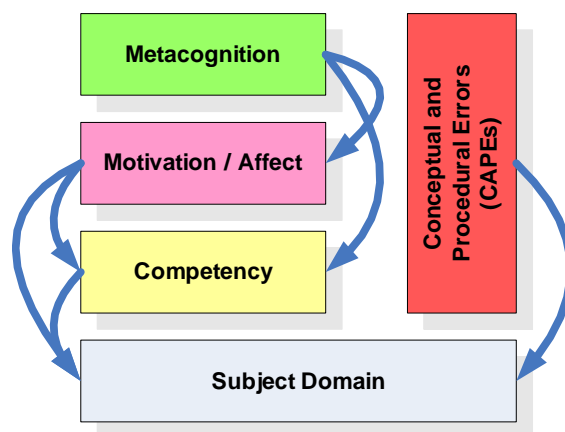 Metacognition
Motivation / Affect
Competency
Conceptual and
Procedural Errors
(CAPEs)
Subject Domain